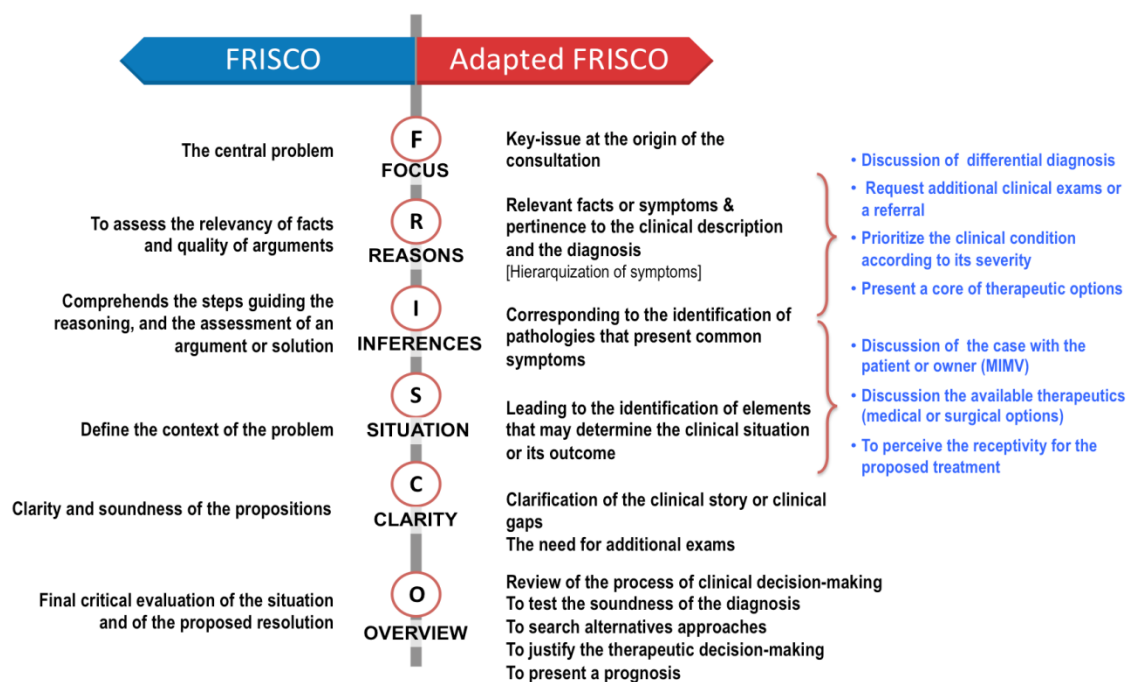 FRISCO
Adapted FRISCO
The central problem
F
FOCUS
Key-issue at the origin of the
consultation
To assess the relevancy of facts
and quality of arguments
R
REASONS
Relevant facts or symptoms &
pertinence to the clinical description
and the diagnosis
[Hierarquization of symptoms]
Comprehends the steps guiding the
reasoning, and the assessment of an
argument or solution
I
INFERENCES
Corresponding to the identification of
pathologies that present common
symptoms
Define the context of the problem
S
SITUATION
Leading to the identification of elements
that may determine the clinical situation
or its outcome
Clarity and soundness of the propositions
C
CLARITY
Clarification of the clinical story or clinical
gaps
The need for additional exams
Final critical evaluation of the situation
and of the proposed resolution
O
OVERVIEW
Review of the process of clinical decision-making
To test the soundness of the diagnosis
To search alternatives approaches
To justify the therapeutic decision-making
To present a prognosis
• Discussion of differential diagnosis
• Request additional clinical exams or
a referral
• Prioritize the clinical condition
according to its severity
• Present a core of therapeutic options
• Discussion of the case with the
patient or owner (MIMV)
• Discussion the available therapeutics
(medical or surgical options)
• To perceive the receptivity for the
proposed treatment